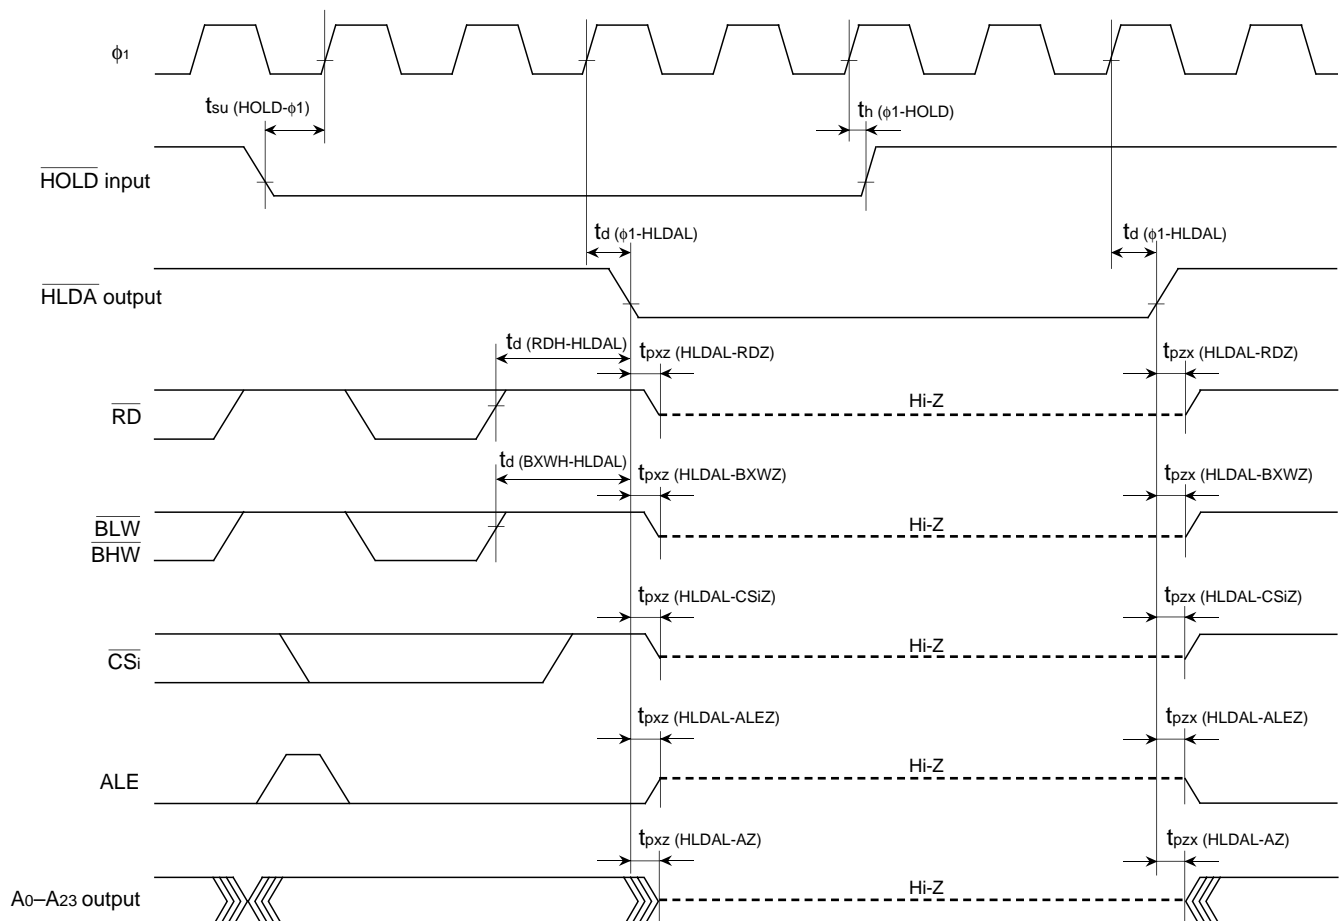 ϕ1
tsu (HOLD-ϕ1)
th (ϕ1-HOLD)
HOLD input
td (ϕ1-HLDAL)
td (ϕ1-HLDAL)
HLDA output
td (RDH-HLDAL)
tpxz (HLDAL-RDZ)
tpzx (HLDAL-RDZ)
RD
Hi-Z
td (BXWH-HLDAL)
tpxz (HLDAL-BXWZ)
tpzx (HLDAL-BXWZ)
BLW
BHW
Hi-Z
tpxz (HLDAL-CSiZ)
tpzx (HLDAL-CSiZ)
CSi
Hi-Z
tpxz (HLDAL-ALEZ)
tpzx (HLDAL-ALEZ)
ALE
Hi-Z
tpxz (HLDAL-AZ)
tpzx (HLDAL-AZ)
A0–A23 output
Hi-Z